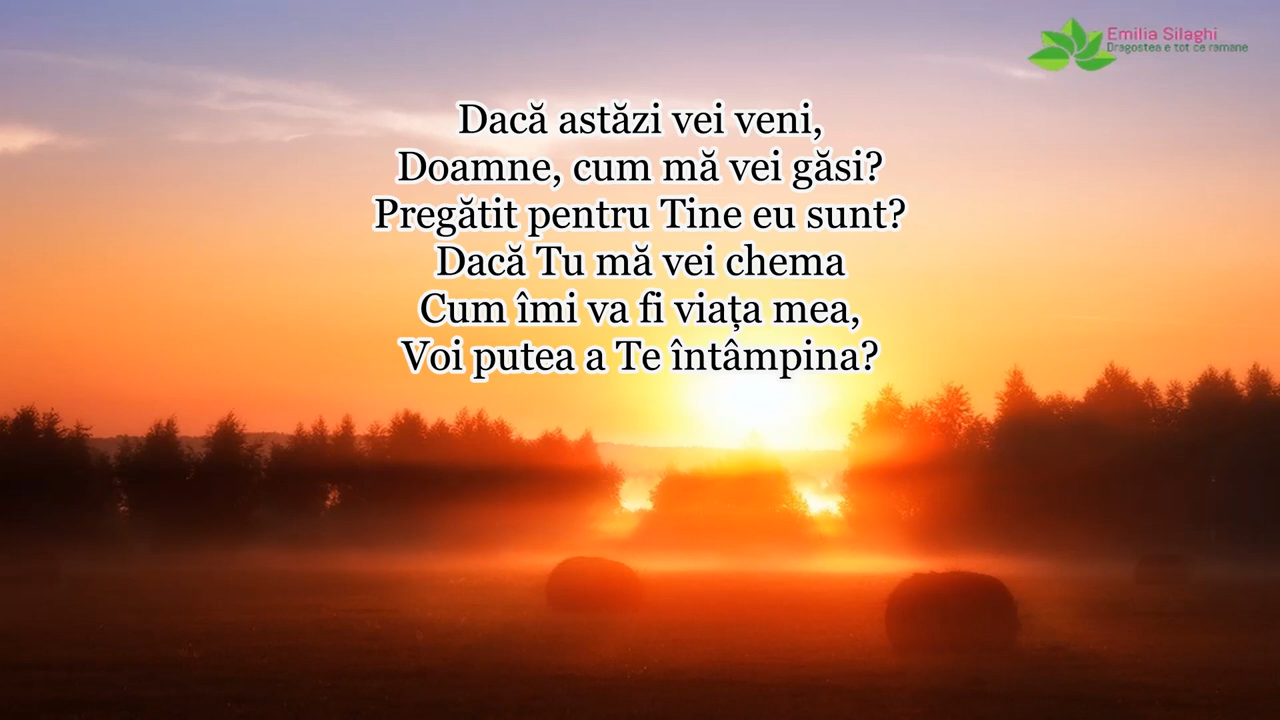 Emilia Silaghi
Dragostea e tot ce ramane
Dacă astăzi vei veni,
Doamne, cum mă vei găsi?
Pregătit pentru Tine eu sunt?
Dacă Tu mă vei chema
Cum îmi va fi viața mea,
Voi putea a Te întâmpina?